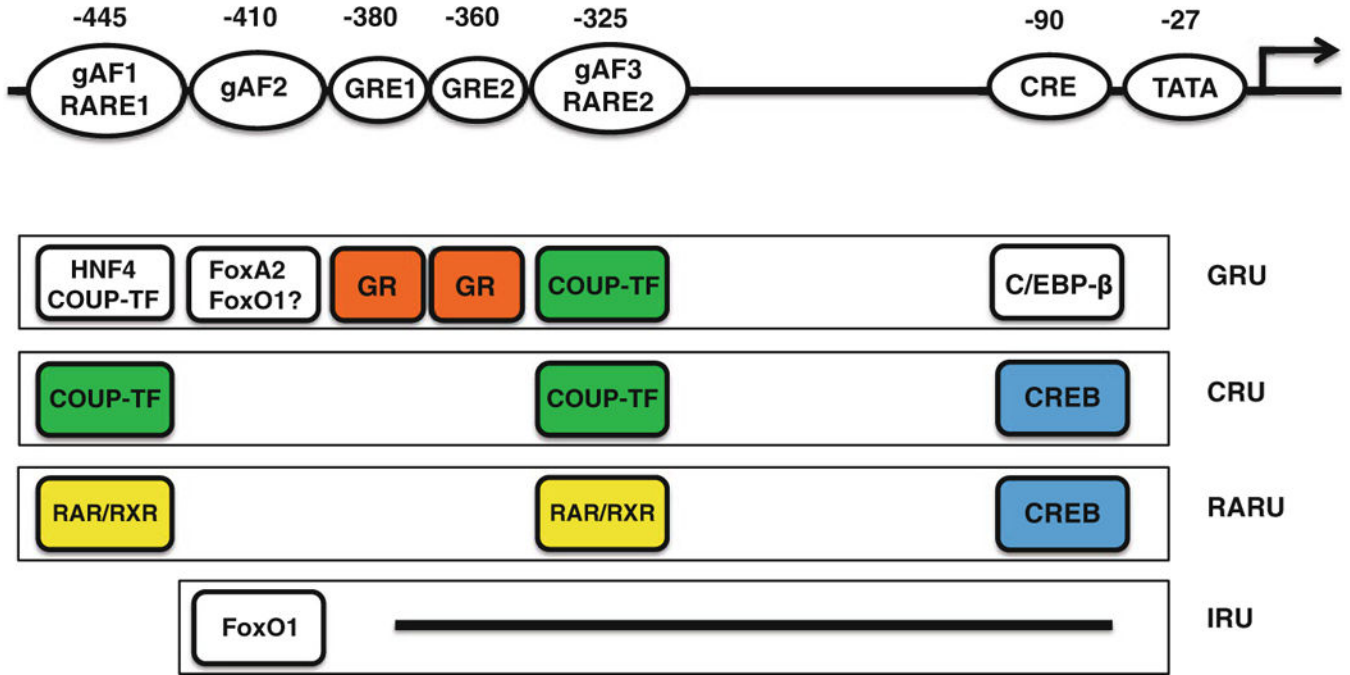 -445 -410 -380 -360 -325 -90 -27
gAF1
RARE1
gAF2
GRE1
GRE2
gAF3
RARE2
CRE
TATA
HNF4
COUP-TF
FoxA2
FoxO1?
GR
GR
COUP-TF
C/EBP-β
GRU
COUP-TF
COUP-TF
CREB
CRU
RAR/RXR
RAR/RXR
CREB
RARU
FoxO1
IRU